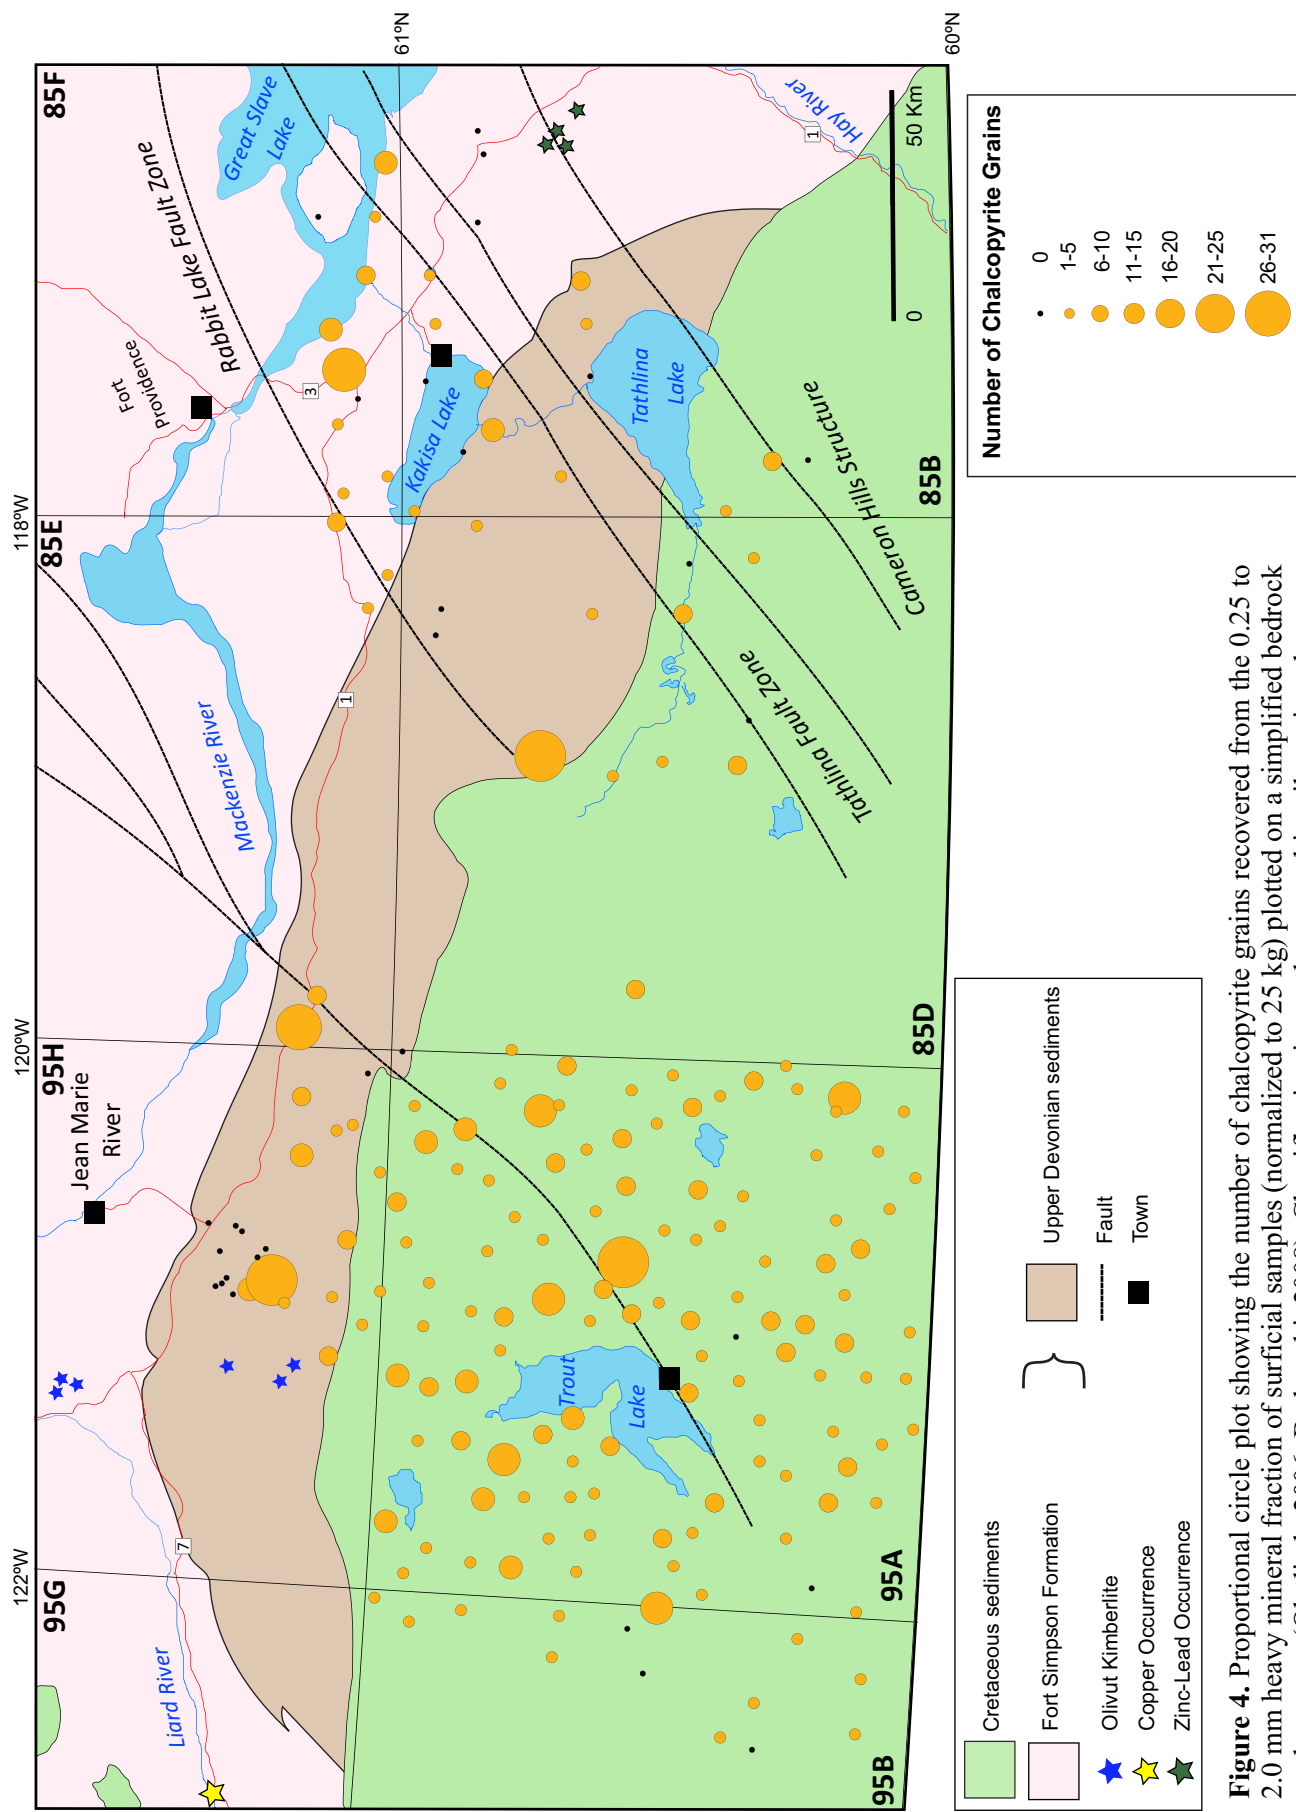 122°W
120°W
118°W
61°N
60°N
95G
95H
85E
85F
95B
95A
85D
85B
Liard River
7
Jean Marie
River
Mackenzie River
1
Fort
Providence
3
Rabbit Lake Fault Zone
Great Slave
Lake
Kakisa Lake
Tathlina
Lake
Trout
Lake
Tathlina Fault Zone
Cameron Hills Structure
Hay River
1
0
50 Km
Cretaceous sediments
Fort Simpson Formation
Olivut Kimberlite
Copper Occurrence
Zinc-Lead Occurrence
Upper Devonian sediments
Fault
Town
Number of Chalcopyrite Grains
0
1-5
6-10
11-15
16-20
21-25
26-31
Figure 4. Proportional circle plot showing the number of chalcopyrite grains recovered from the 0.25 to
2.0 mm heavy mineral fraction of surficial samples (normalized to 25 kg) plotted on a simplified bedrock